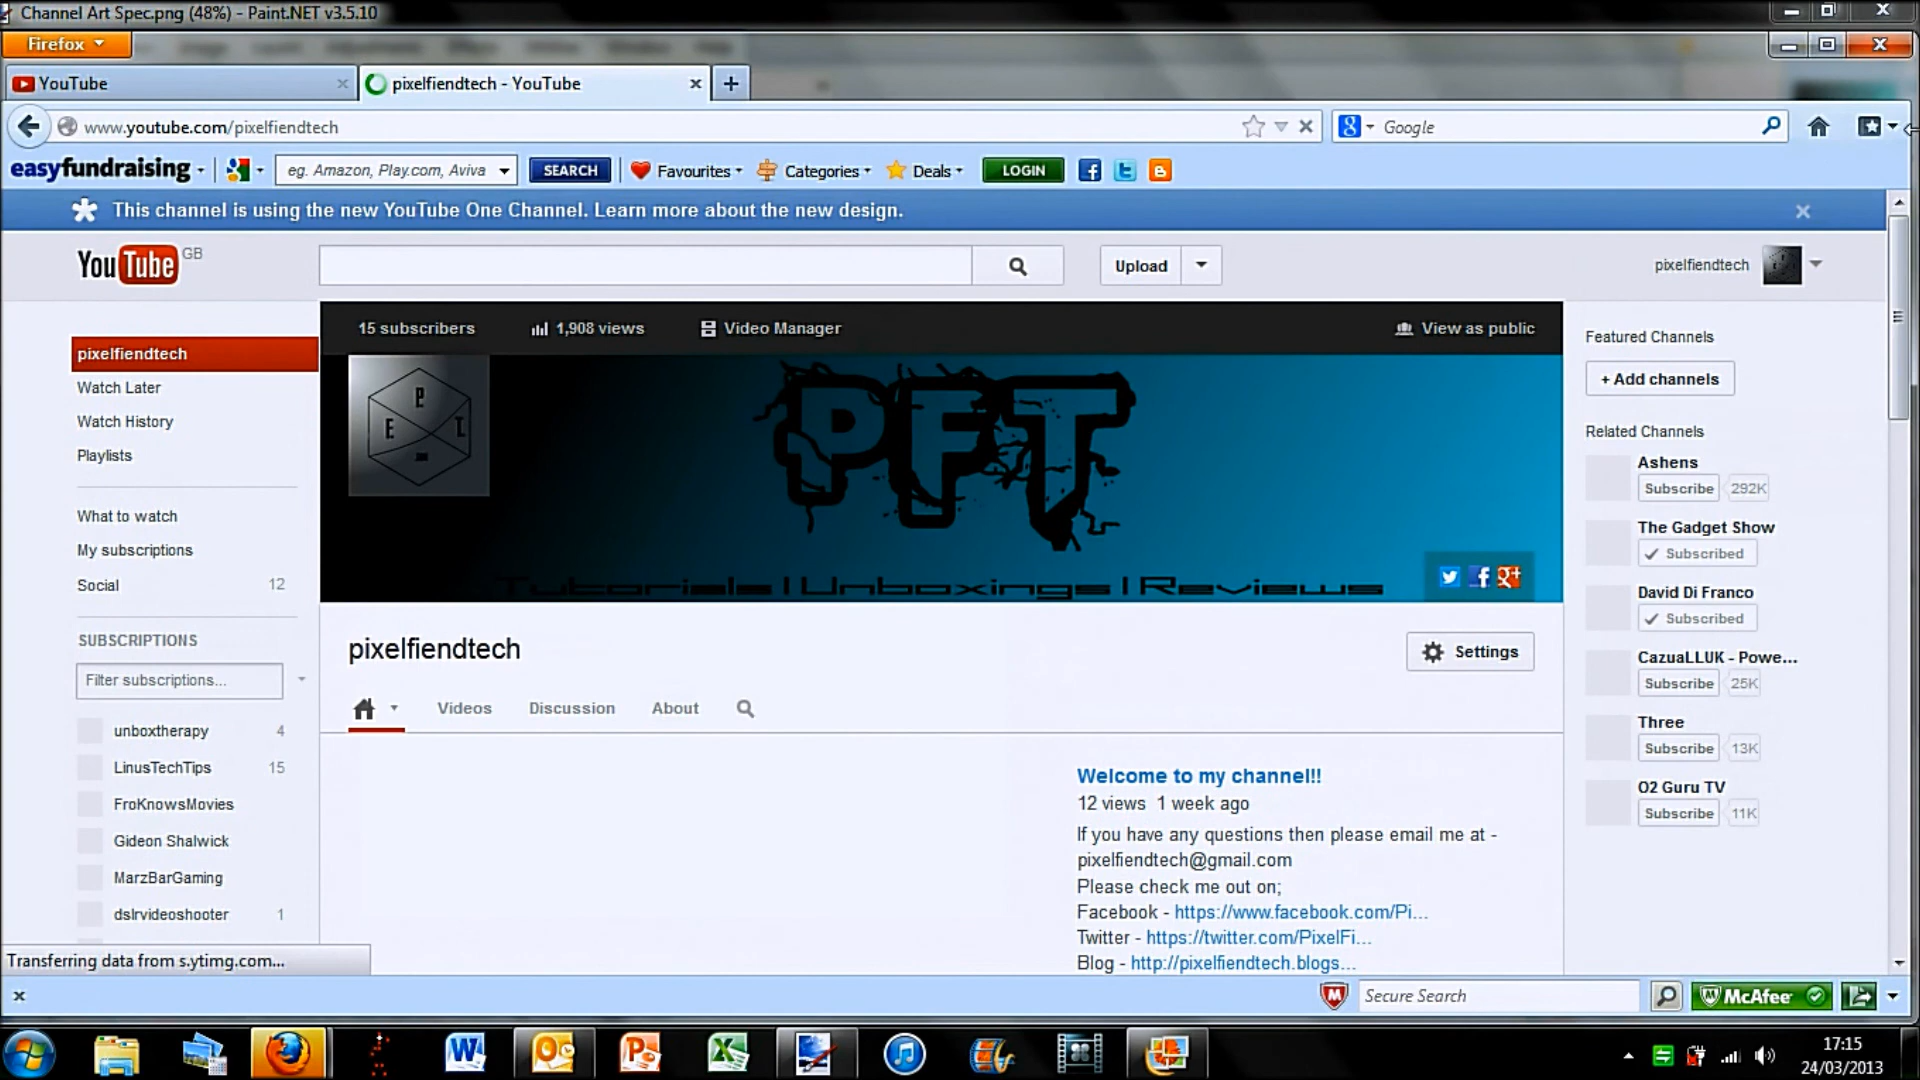 Channel Art Spec.png (48%) - Paint.NET v3.5.10
Firefox
YouTube
pixelfiendtech - YouTube
www.youtube.com/pixelfiendtech
Google
easyfundraising
eg. Amazon, Play.com, Aviva
SEARCH
Favourites
Categories
Deals
LOGIN
This channel is using the new YouTube One Channel. Learn more about the new design.
YouTube GB
Upload
pixelfiendtech
15 subscribers
1,908 views
Video Manager
View as public
PFT
Tutorials | Unboxings | Reviews
pixelfiendtech
Watch Later
Watch History
Playlists
What to watch
My subscriptions
Social 12
SUBSCRIPTIONS
Filter subscriptions...
unboxtherapy 4
LinusTechTips 15
FroKnowsMovies
Gideon Shalwick
MarzBarGaming
dslrvideoshooter 1
pixelfiendtech
Settings
Videos
Discussion
About
Welcome to my channel!!
12 views 1 week ago
If you have any questions then please email me at -
pixelfiendtech@gmail.com
Please check me out on;
Facebook - https://www.facebook.com/Pi...
Twitter - https://twitter.com/PixelFi...
Blog - http://pixelfiendtech.blogs...
Featured Channels
+ Add channels
Related Channels
Ashens
Subscribe 292K
The Gadget Show
Subscribed
David Di Franco
Subscribed
CazuaLLUK - Powe...
Subscribe 25K
Three
Subscribe 13K
O2 Guru TV
Subscribe 11K
Transferring data from s.ytimg.com...
Secure Search
McAfee
17:15
24/03/2013